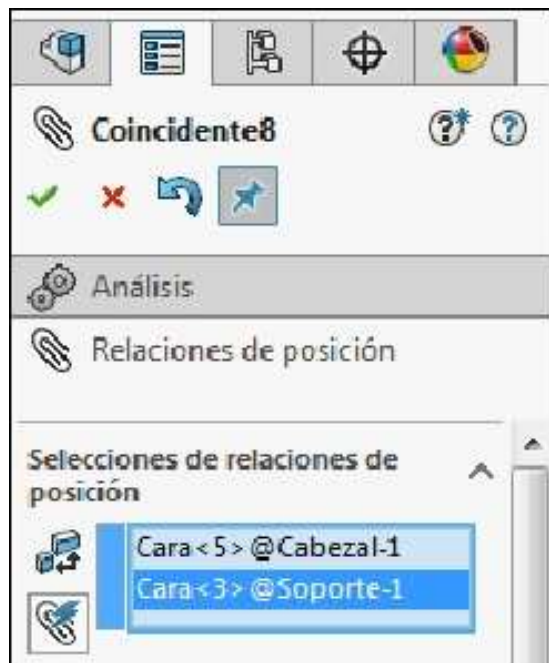 Coincidente8
Análisis
Relaciones de posición
Selecciones de relaciones de
posición
Cara<5>@Cabezal-1
Cara<3>@Soporte-1